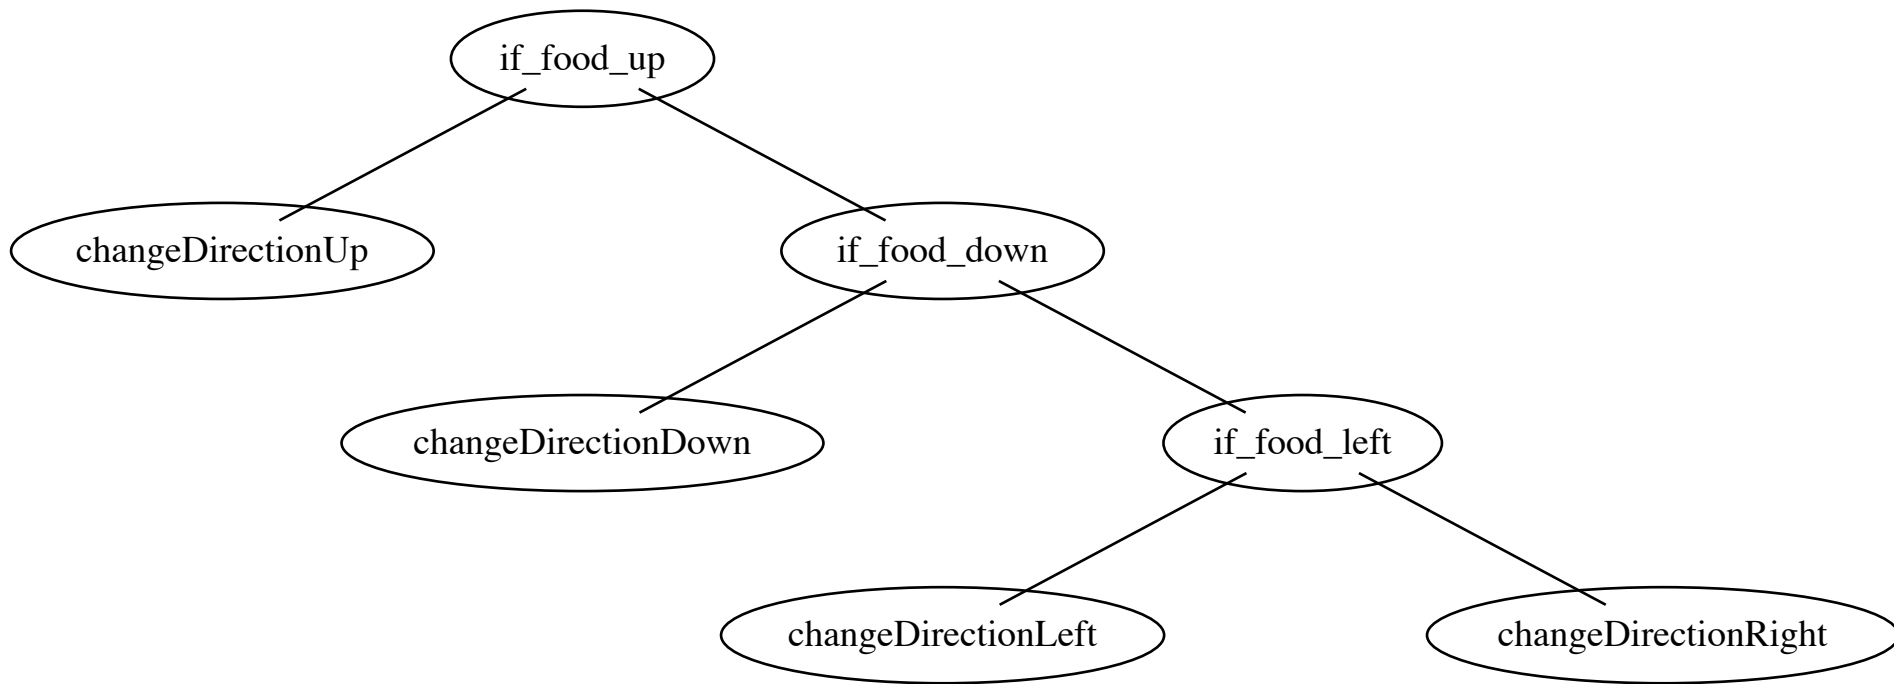 if_food_up
changeDirectionUp
if_food_down
changeDirectionDown
if_food_left
changeDirectionLeft
changeDirectionRight